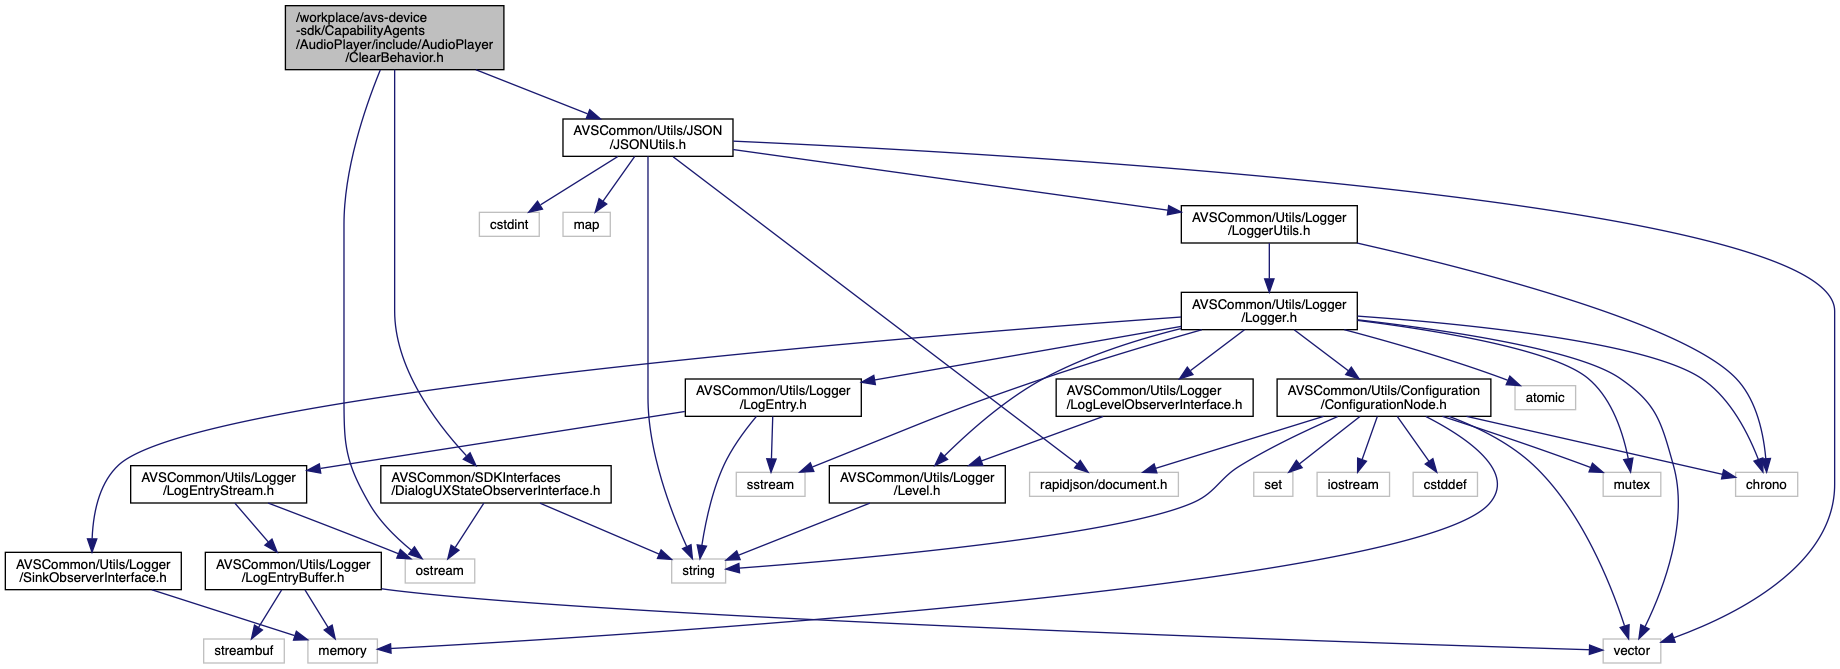 /workplace/avs-device
-sdk/CapabilityAgents
/AudioPlayer/include/AudioPlayer
/ClearBehavior.h
AVSCommon/Utils/JSON
/JSONUtils.h
cstdint
map
AVSCommon/Utils/Logger
/LoggerUtils.h
AVSCommon/Utils/Logger
/Logger.h
AVSCommon/Utils/Logger
/LogEntry.h
AVSCommon/Utils/Logger
/LogLevelObserverInterface.h
AVSCommon/Utils/Configuration
/ConfigurationNode.h
atomic
AVSCommon/Utils/Logger
/LogEntryStream.h
AVSCommon/SDKInterfaces
/DialogUXStateObserverInterface.h
sstream
AVSCommon/Utils/Logger
/Level.h
rapidjson/document.h
set
iostream
cstddef
mutex
chrono
AVSCommon/Utils/Logger
/SinkObserverInterface.h
AVSCommon/Utils/Logger
/LogEntryBuffer.h
ostream
string
streambuf
memory
vector